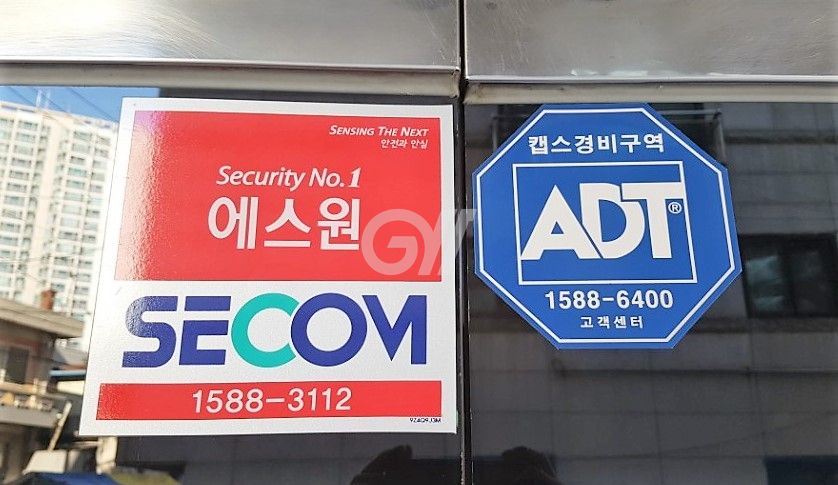 SENSING THE NEXT
안전과 안심
Security No.1
에스원
SECOM
1588-3112
9Z4Q9J3M
캡스경비구역
ADT®
1588-6400
고객센터